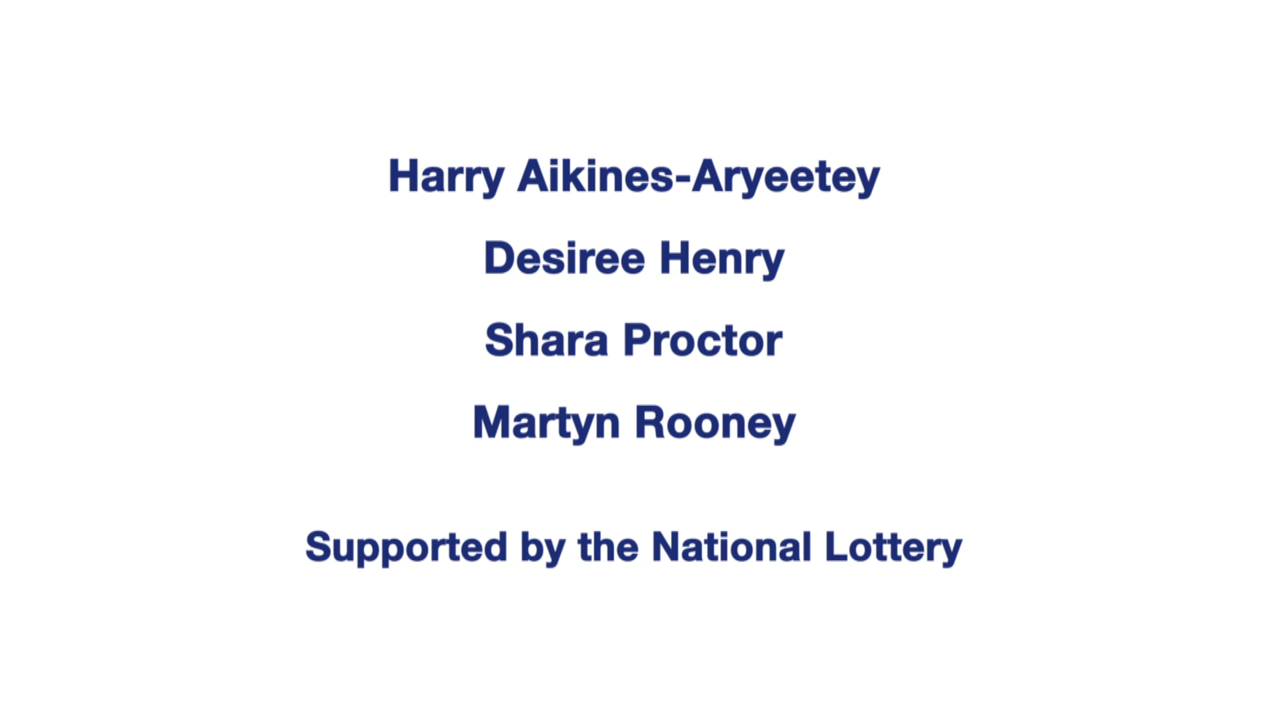 Harry Aikines-Aryeetey
Desiree Henry
Shara Proctor
Martyn Rooney
Supported by the National Lottery